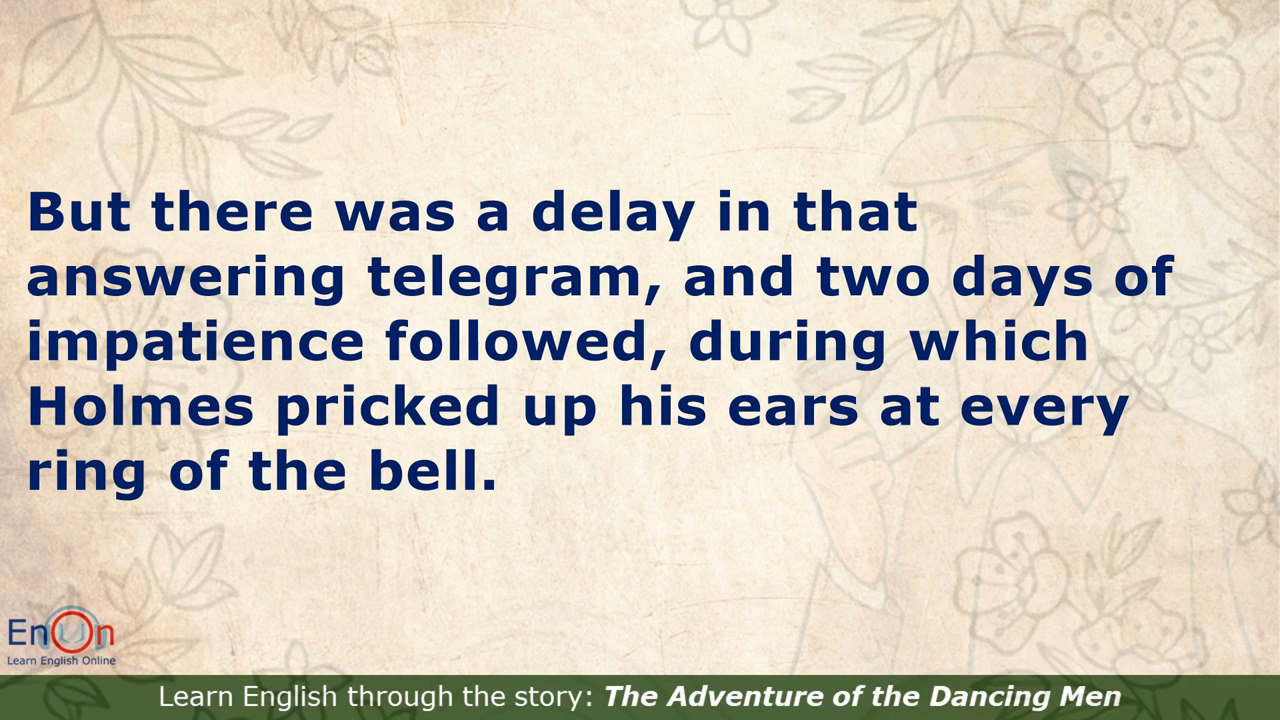 But there was a delay in that
answering telegram, and two days of
impatience followed, during which
Holmes pricked up his ears at every
ring of the bell.
EnOn
Learn English Online
Learn English through the story: The Adventure of the Dancing Men